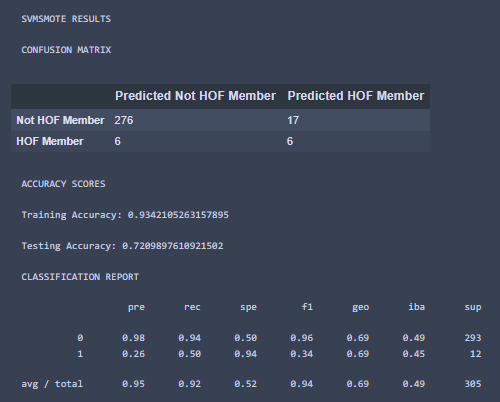 SVMSMOTE RESULTS
CONFUSION MATRIX
Predicted Not HOF Member Predicted HOF Member
Not HOF Member 276 17
HOF Member 6 6
ACCURACY SCORES
Training Accuracy: 0.9342105263157895
Testing Accuracy: 0.7209897610921502
CLASSIFICATION REPORT
pre rec spe f1 geo iba sup
0 0.98 0.94 0.50 0.96 0.69 0.49 293
1 0.26 0.50 0.94 0.34 0.69 0.45 12
avg / total 0.95 0.92 0.52 0.94 0.69 0.49 305